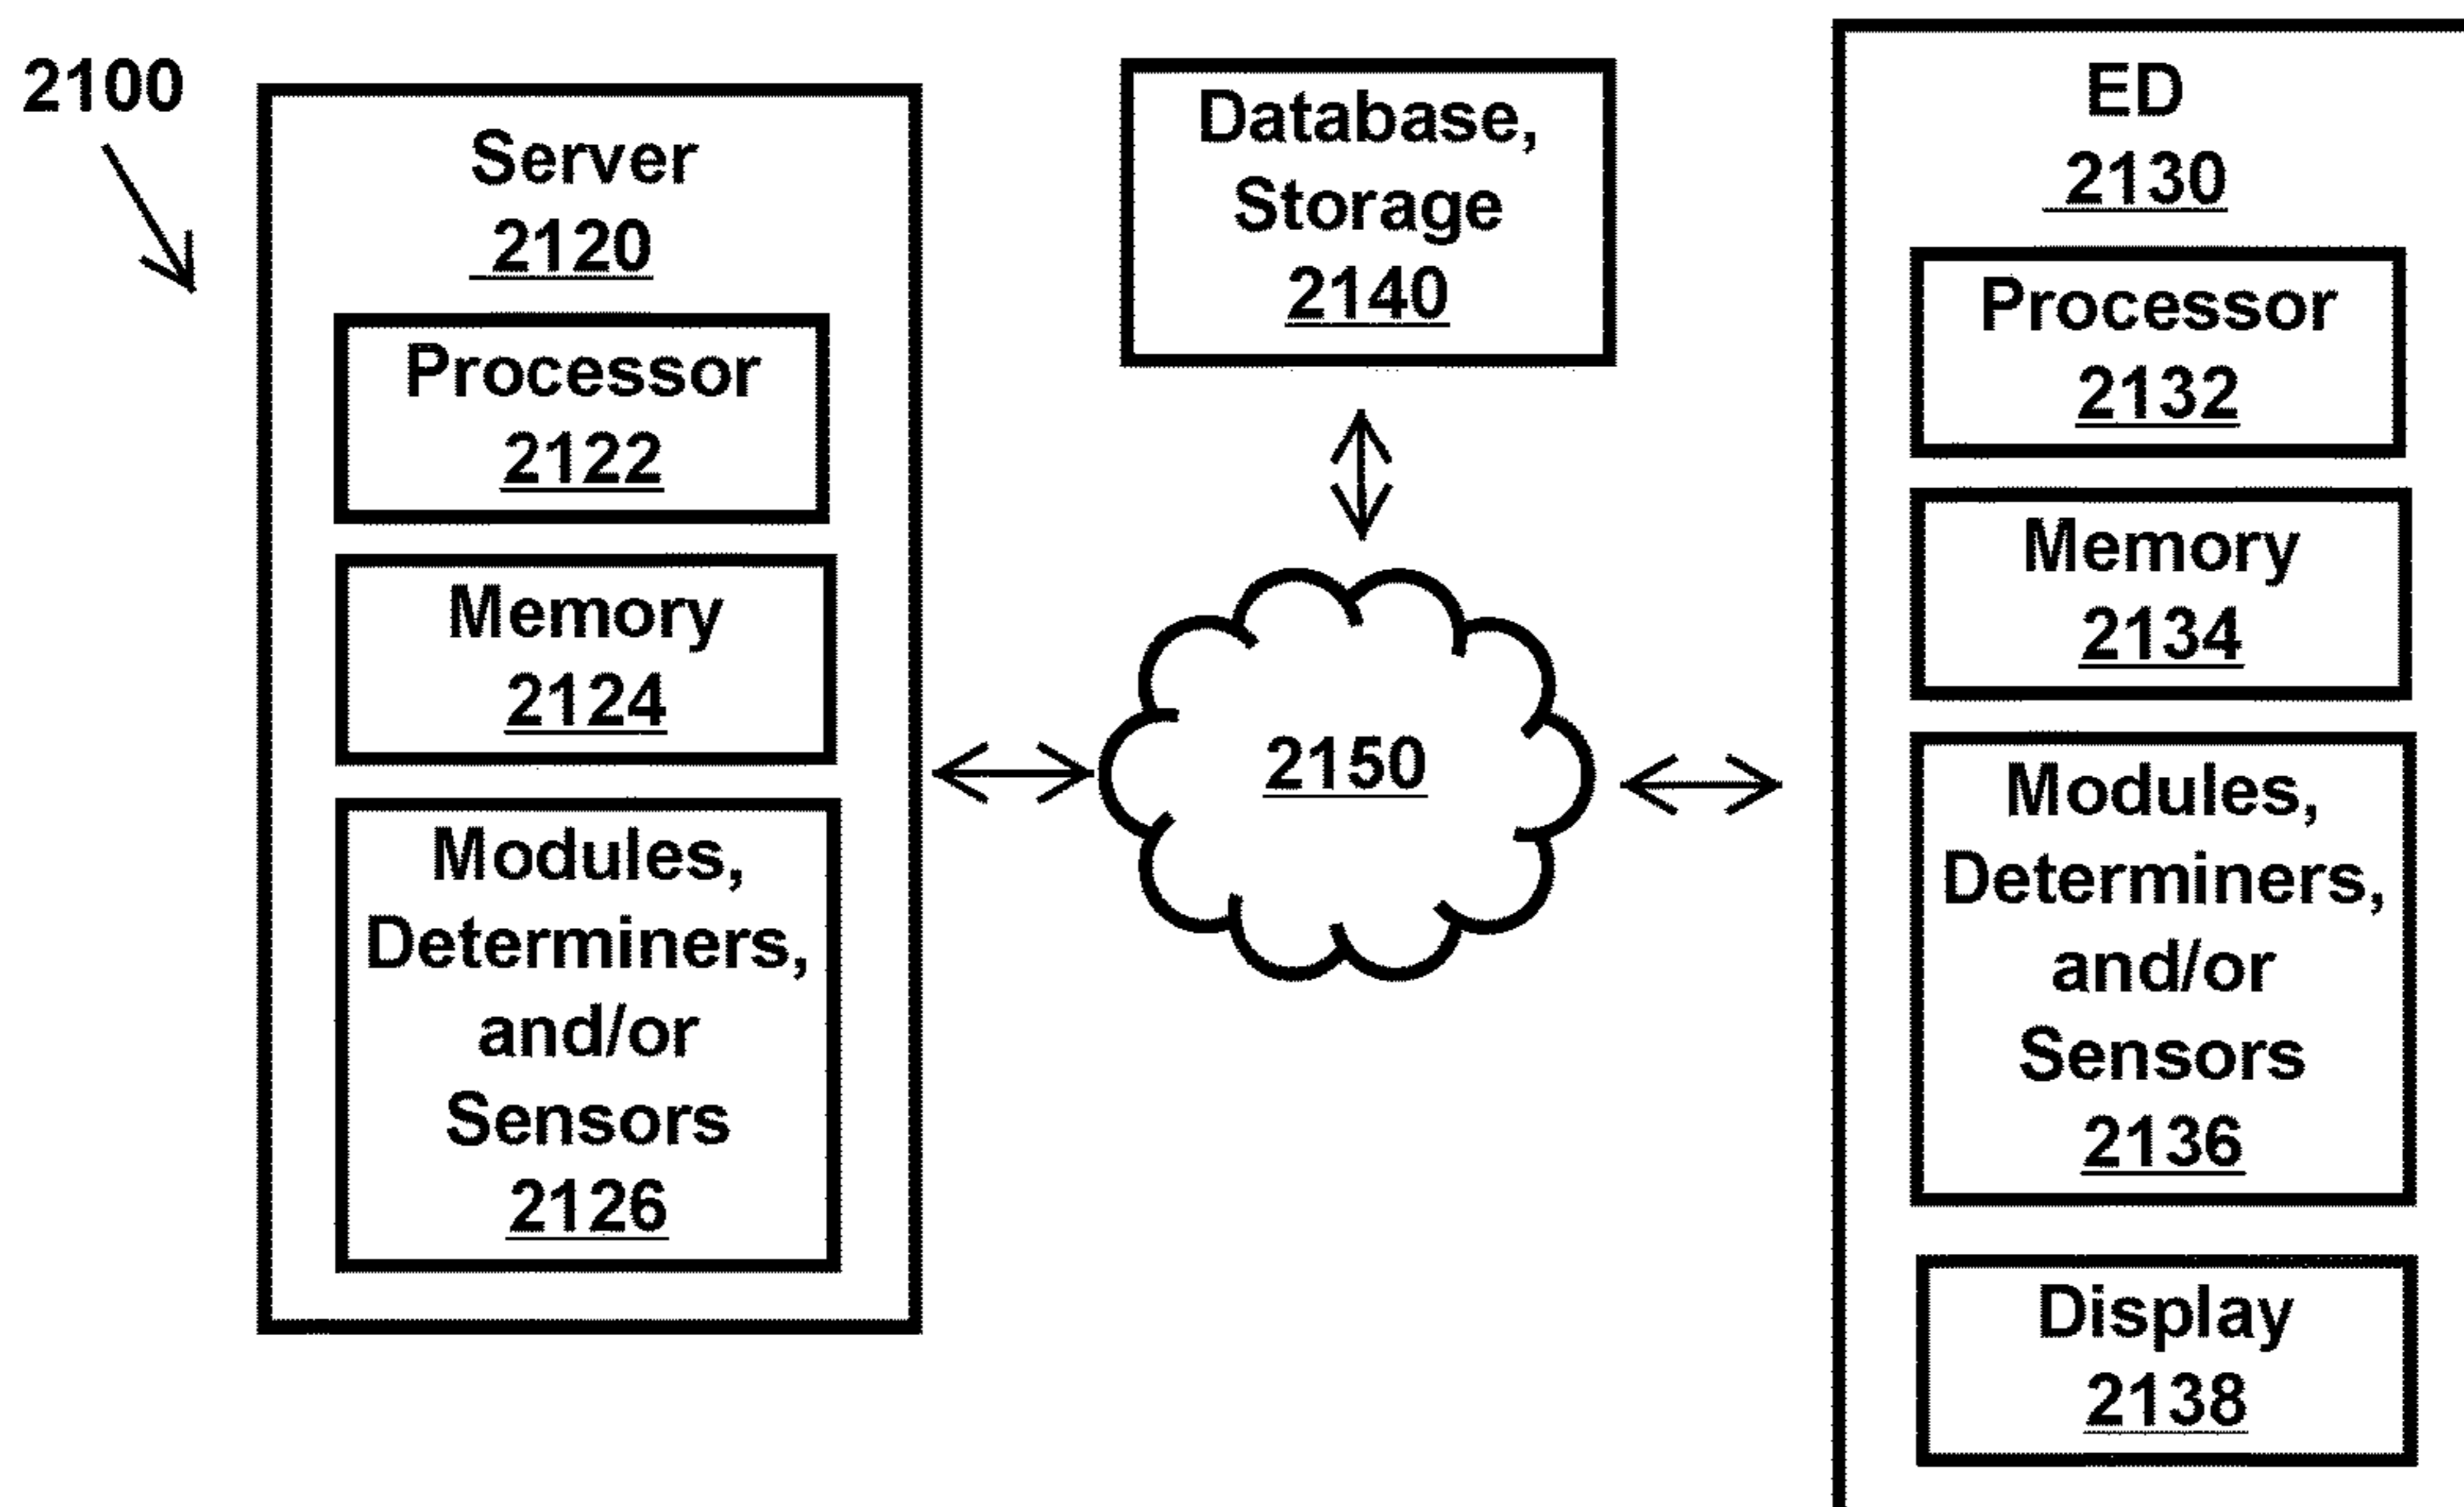 2100
Server
2120
Processor
2122
Memory
2124
Modules,
Determiners,
and/or
Sensors
2126
Database,
Storage
2140
2150
ED
2130
Processor
2132
Memory
2134
Modules,
Determiners,
and/or
Sensors
2136
Display
2138